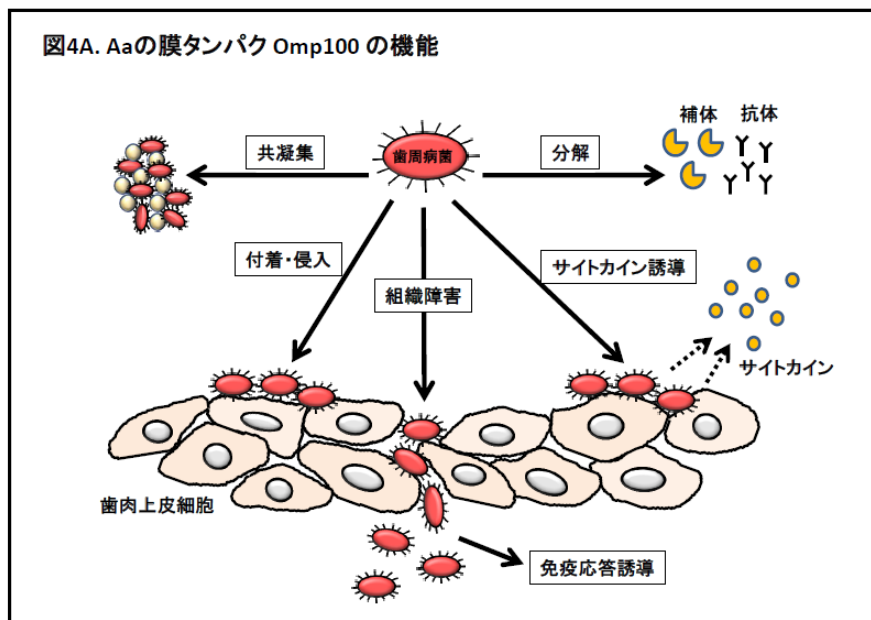 図4A. Aaの膜タンパク Omp100 の機能
補体 抗体
共凝集
歯周病菌
分解
付着・侵入
組織障害
サイトカイン誘導
サイトカイン
歯肉上皮細胞
免疫応答誘導